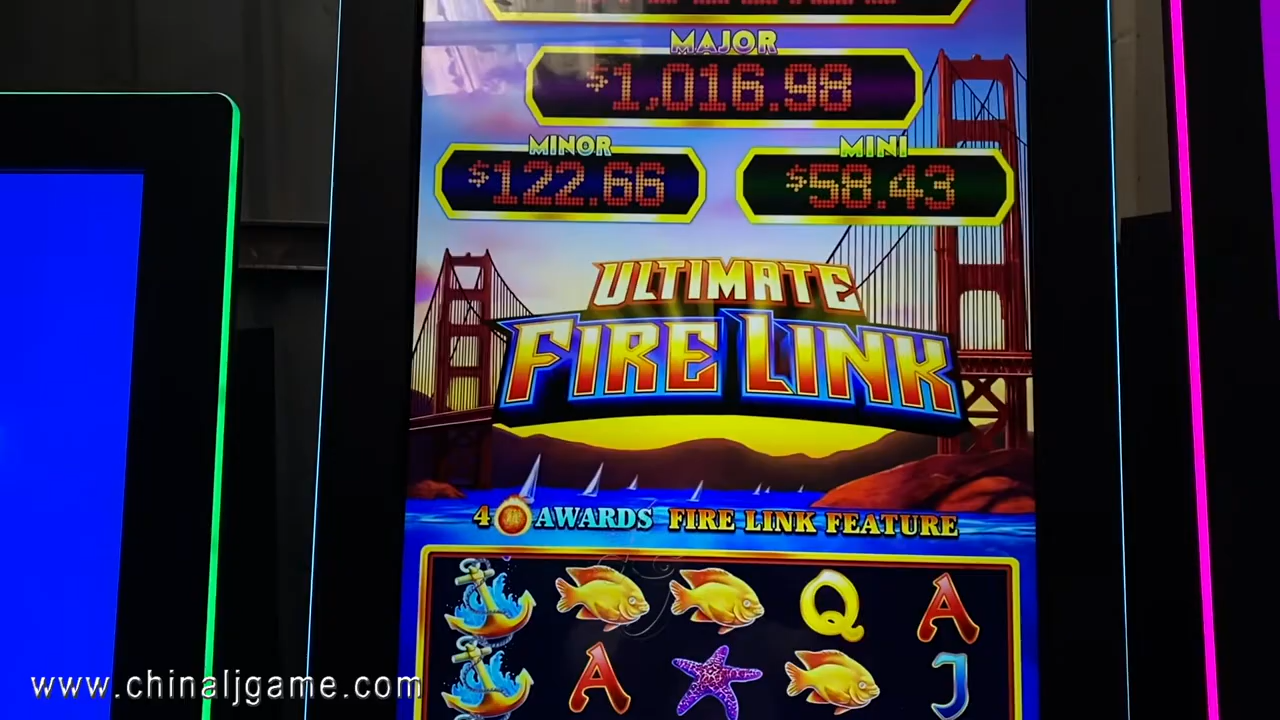 MAJOR
$1,016.98
MINOR
MINI
$122.66
$58.43
ULTIMATE
FIRE LINK
4 AWARDS FIRE LINK FEATURE
Q
A
A
J
www.chinaljgame.com